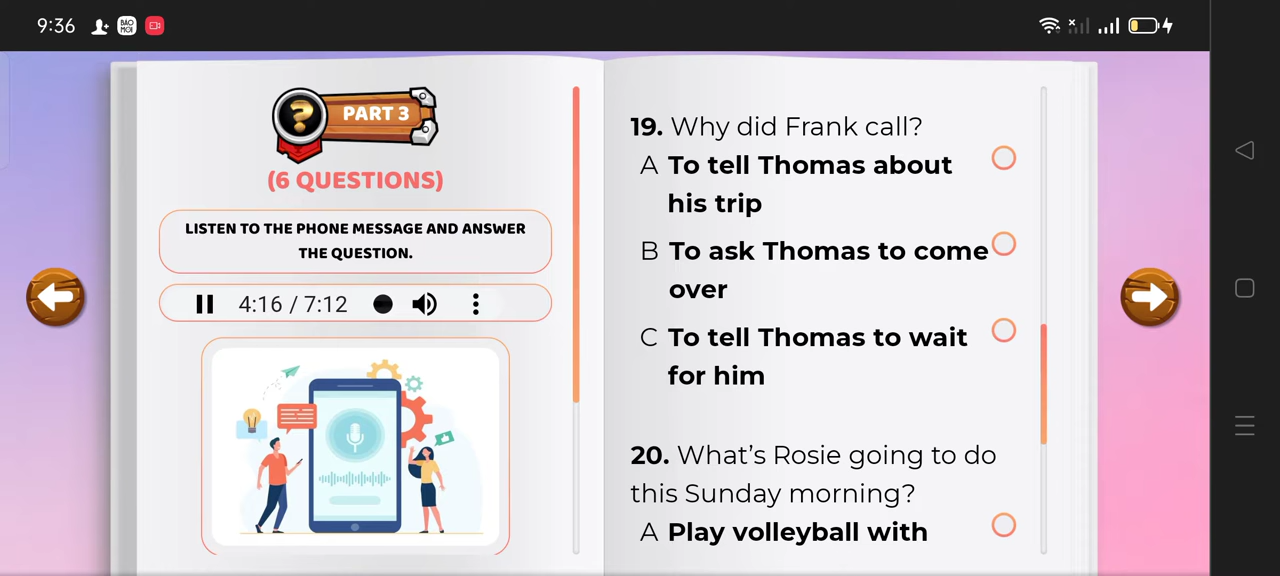 9:36
BÁO
MỚI
PART 3
(6 QUESTIONS)
LISTEN TO THE PHONE MESSAGE AND ANSWER
THE QUESTION.
4:16 / 7:12
19. Why did Frank call?
A To tell Thomas about
his trip
B To ask Thomas to come
over
C To tell Thomas to wait
for him
20. What's Rosie going to do
this Sunday morning?
A Play volleyball with